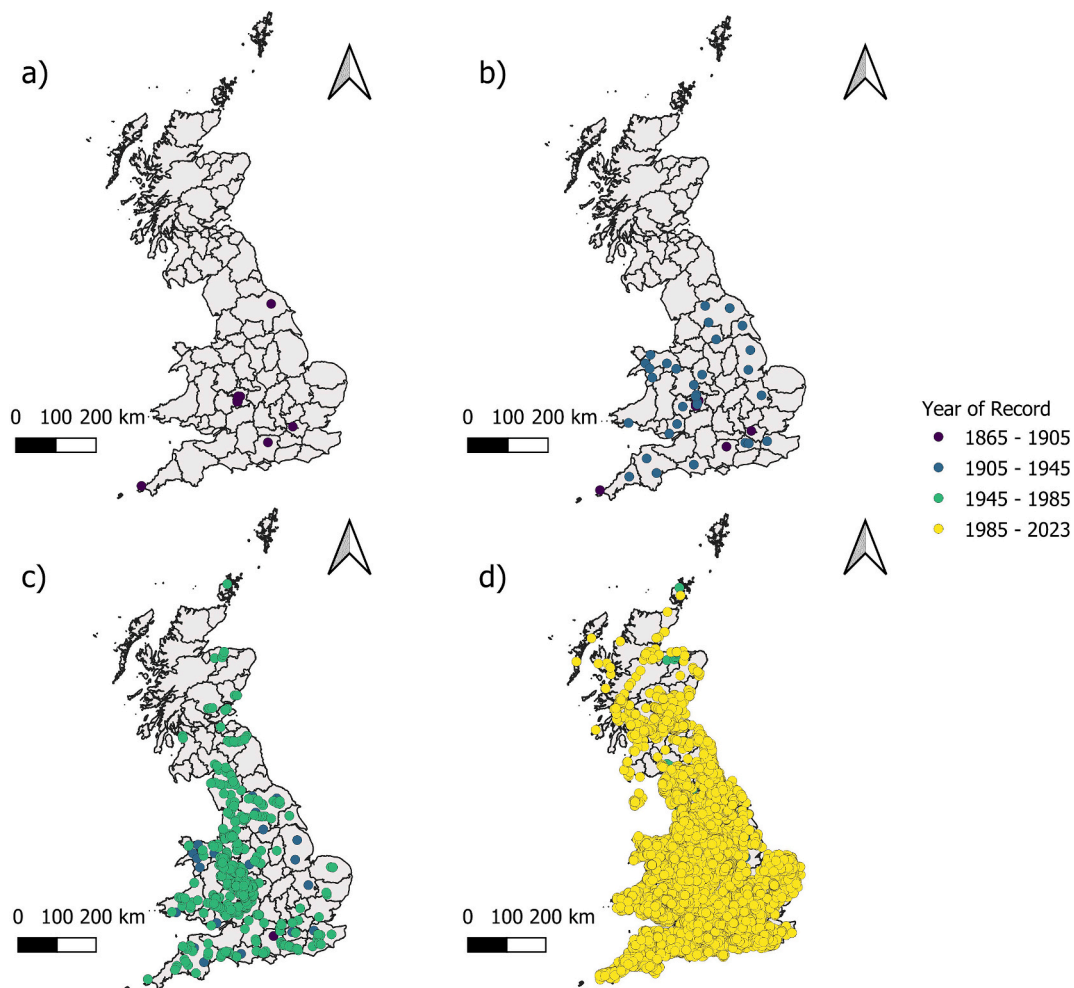 a)
0 100 200 km
b)
0 100 200 km
Year of Record
1865 - 1905
1905 - 1945
1945 - 1985
1985 - 2023
c)
0 100 200 km
d)
0 100 200 km